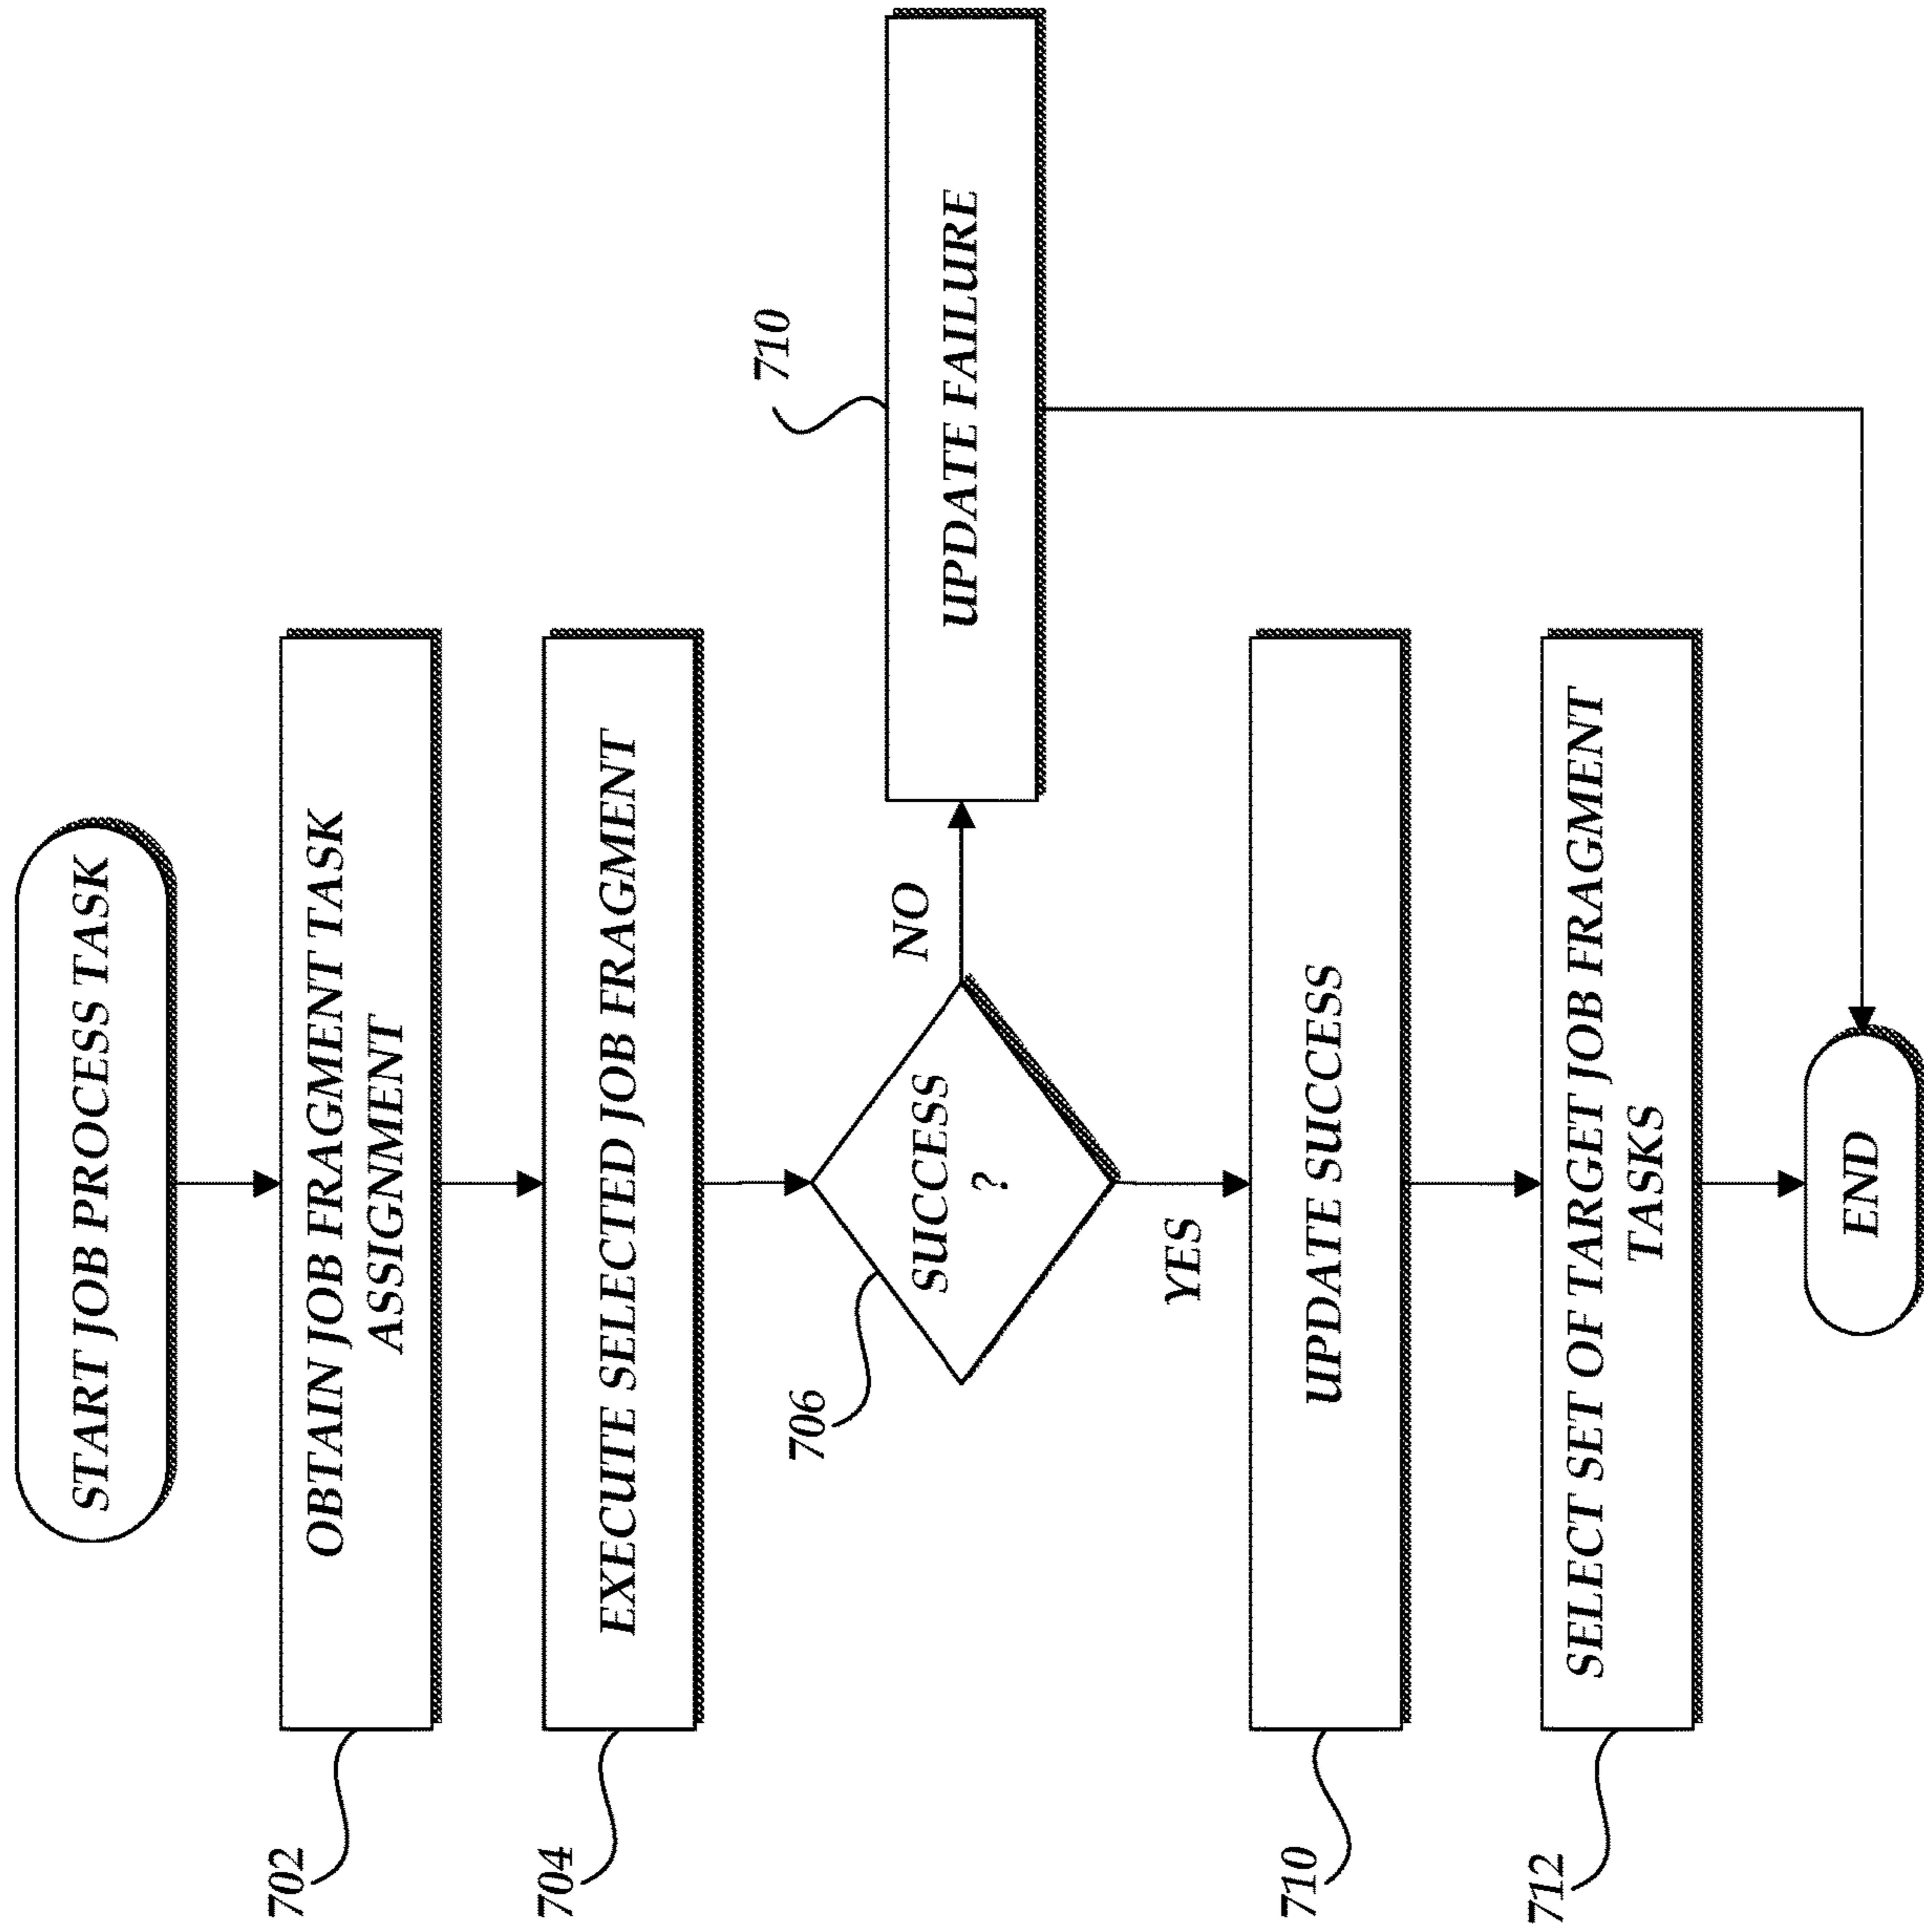 START JOB PROCESS TASK
702
OBTAIN JOB FRAGMENT TASK
ASSIGNMENT
704
EXECUTE SELECTED JOB FRAGMENT
706
SUCCESS
?
NO
710
UPDATE FAILURE
YES
710
UPDATE SUCCESS
712
SELECT SET OF TARGET JOB FRAGMENT
TASKS
END